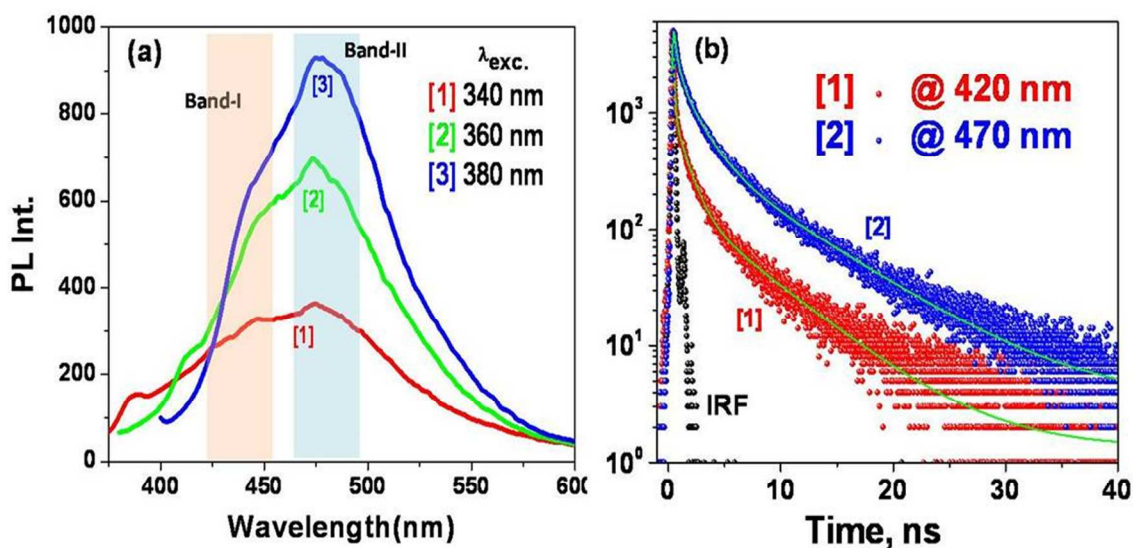 (a)
Band-I
Band-II
λexc.
[1] 340 nm
[2] 360 nm
[3] 380 nm
[3]
[2]
[1]
PL Int.
1000
800
600
400
200
0
400 450 500 550 600
Wavelength(nm)
(b)
[1] @ 420 nm
[2] @ 470 nm
[2]
[1]
IRF
10³
10²
10¹
10⁰
0 10 20 30 40
Time, ns